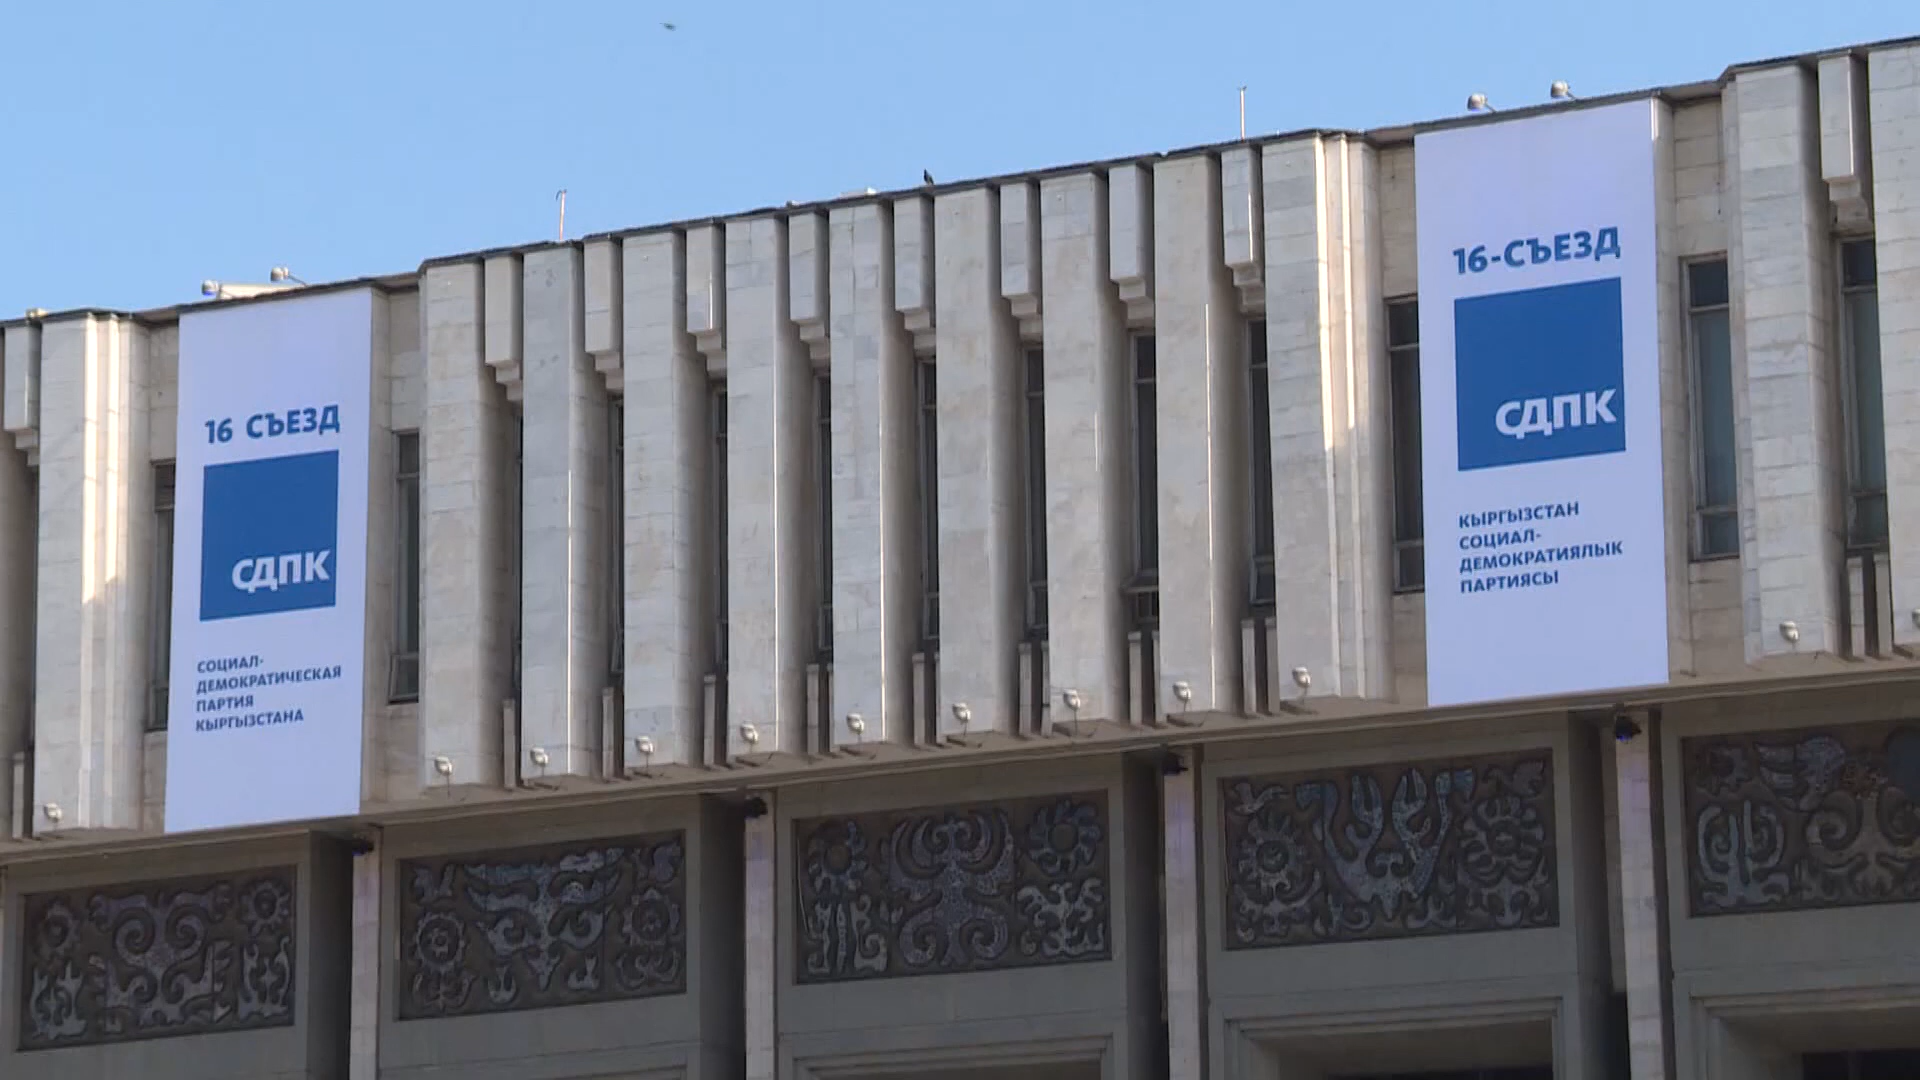 16 СЪЕЗД
СДПК
СОЦИАЛ-
ДЕМОКРАТИЧЕСКАЯ
ПАРТИЯ
КЫРГЫЗСТАНА
16-СЪЕЗД
СДПК
КЫРГЫЗСТАН
СОЦИАЛ-
ДЕМОКРАТИЯЛЫК
ПАРТИЯСЫ